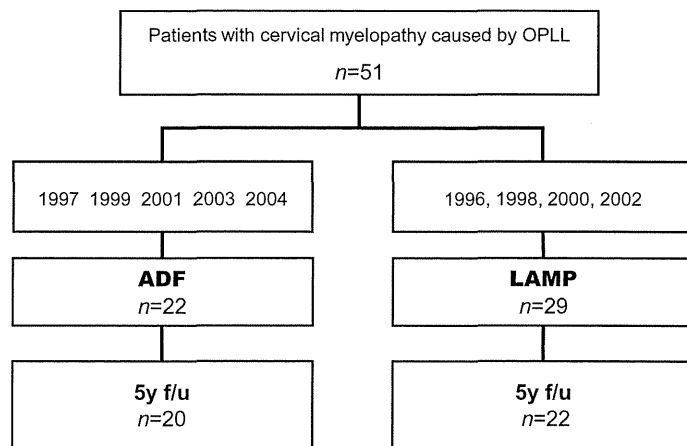 Patients with cervical myelopathy caused by OPLL
n=51
1997 1999 2001 2003 2004
1996, 1998, 2000, 2002
ADF
n=22
LAMP
n=29
5y f/u
n=20
5y f/u
n=22